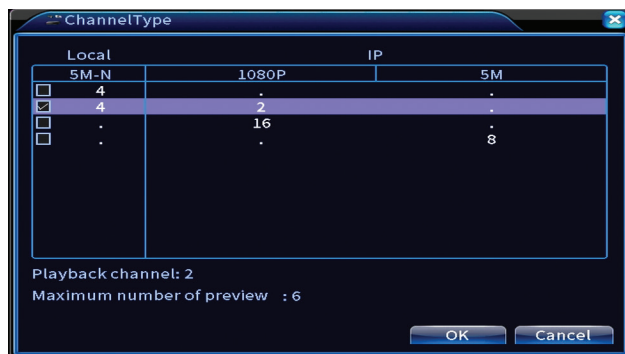 ChannelType
Local IP
5M-N 1080P 5M
4 . .
4 2 .
. 16 .
. . 8
Playback channel: 2
Maximum number of preview : 6
OK Cancel